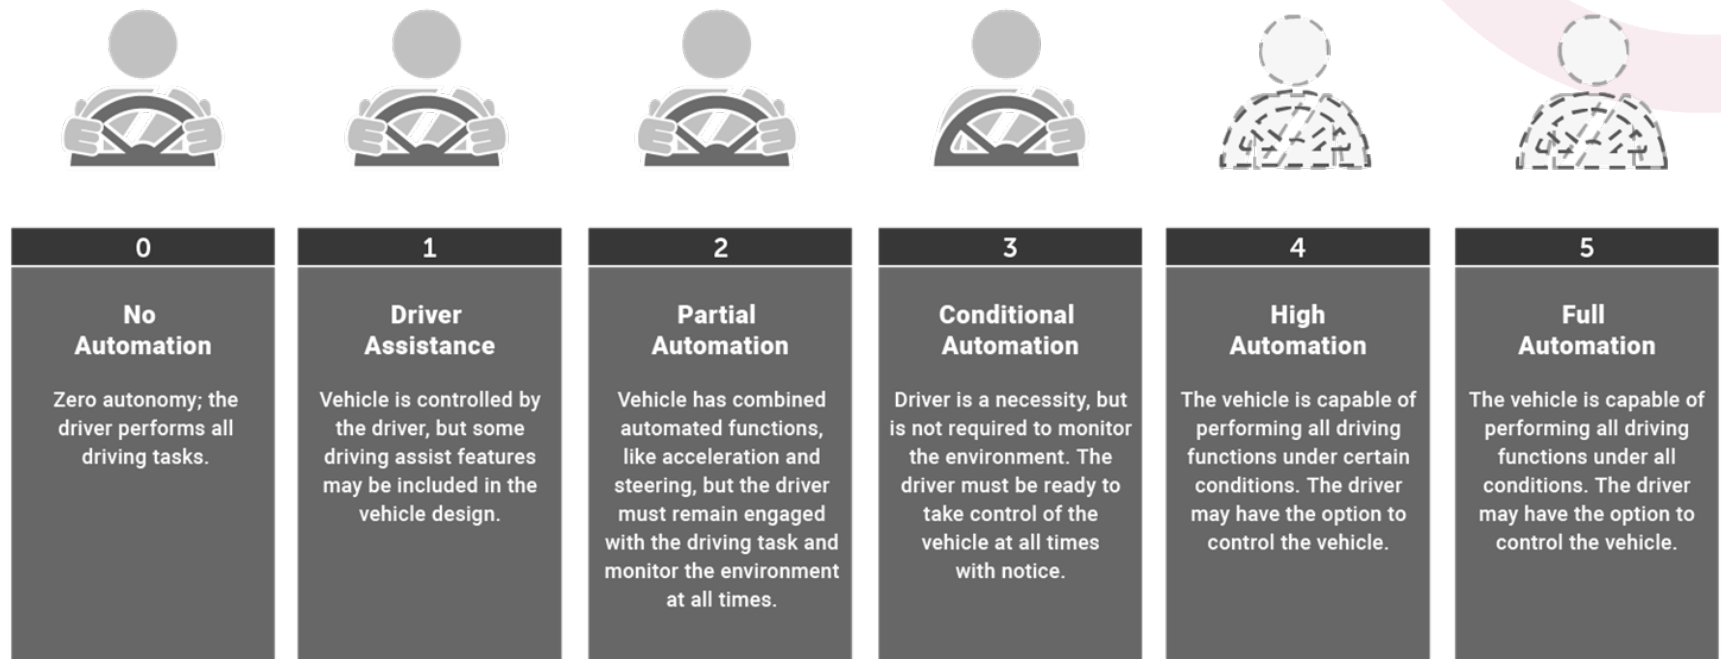 0
No
Automation
Zero autonomy; the
driver performs all
driving tasks.
1
Driver
Assistance
Vehicle is controlled by
the driver, but some
driving assist features
may be included in the
vehicle design.
2
Partial
Automation
Vehicle has combined
automated functions,
like acceleration and
steering, but the driver
must remain engaged
with the driving task and
monitor the environment
at all times.
3
Conditional
Automation
Driver is a necessity, but
is not required to monitor
the environment. The
driver must be ready to
take control of the
vehicle at all times
with notice.
4
High
Automation
The vehicle is capable of
performing all driving
functions under certain
conditions. The driver
may have the option to
control the vehicle.
5
Full
Automation
The vehicle is capable of
performing all driving
functions under all
conditions. The driver
may have the option to
control the vehicle.